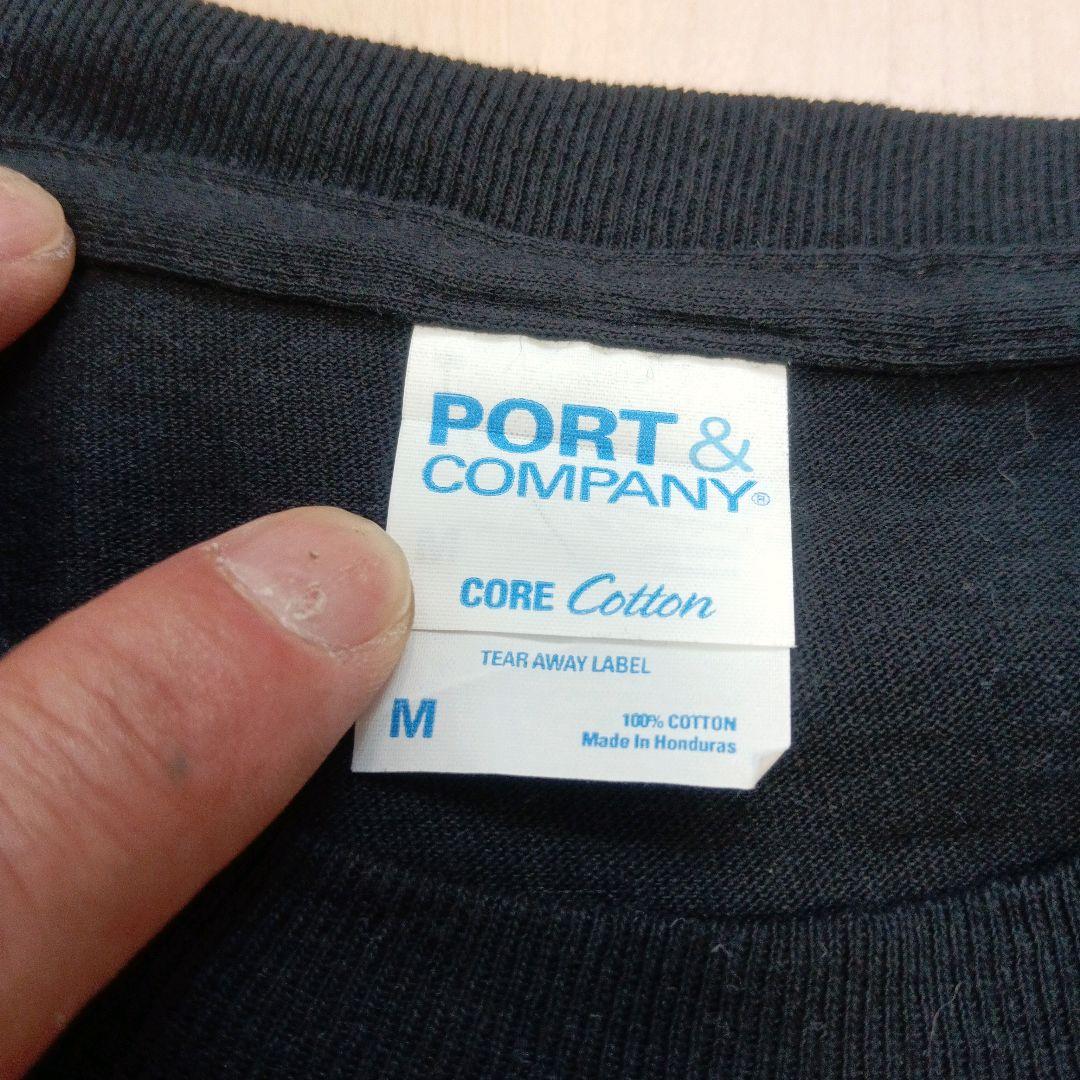 PORT &
COMPANY®
CORE Cotton
TEAR AWAY LABEL
M
100% COTTON
Made In Honduras